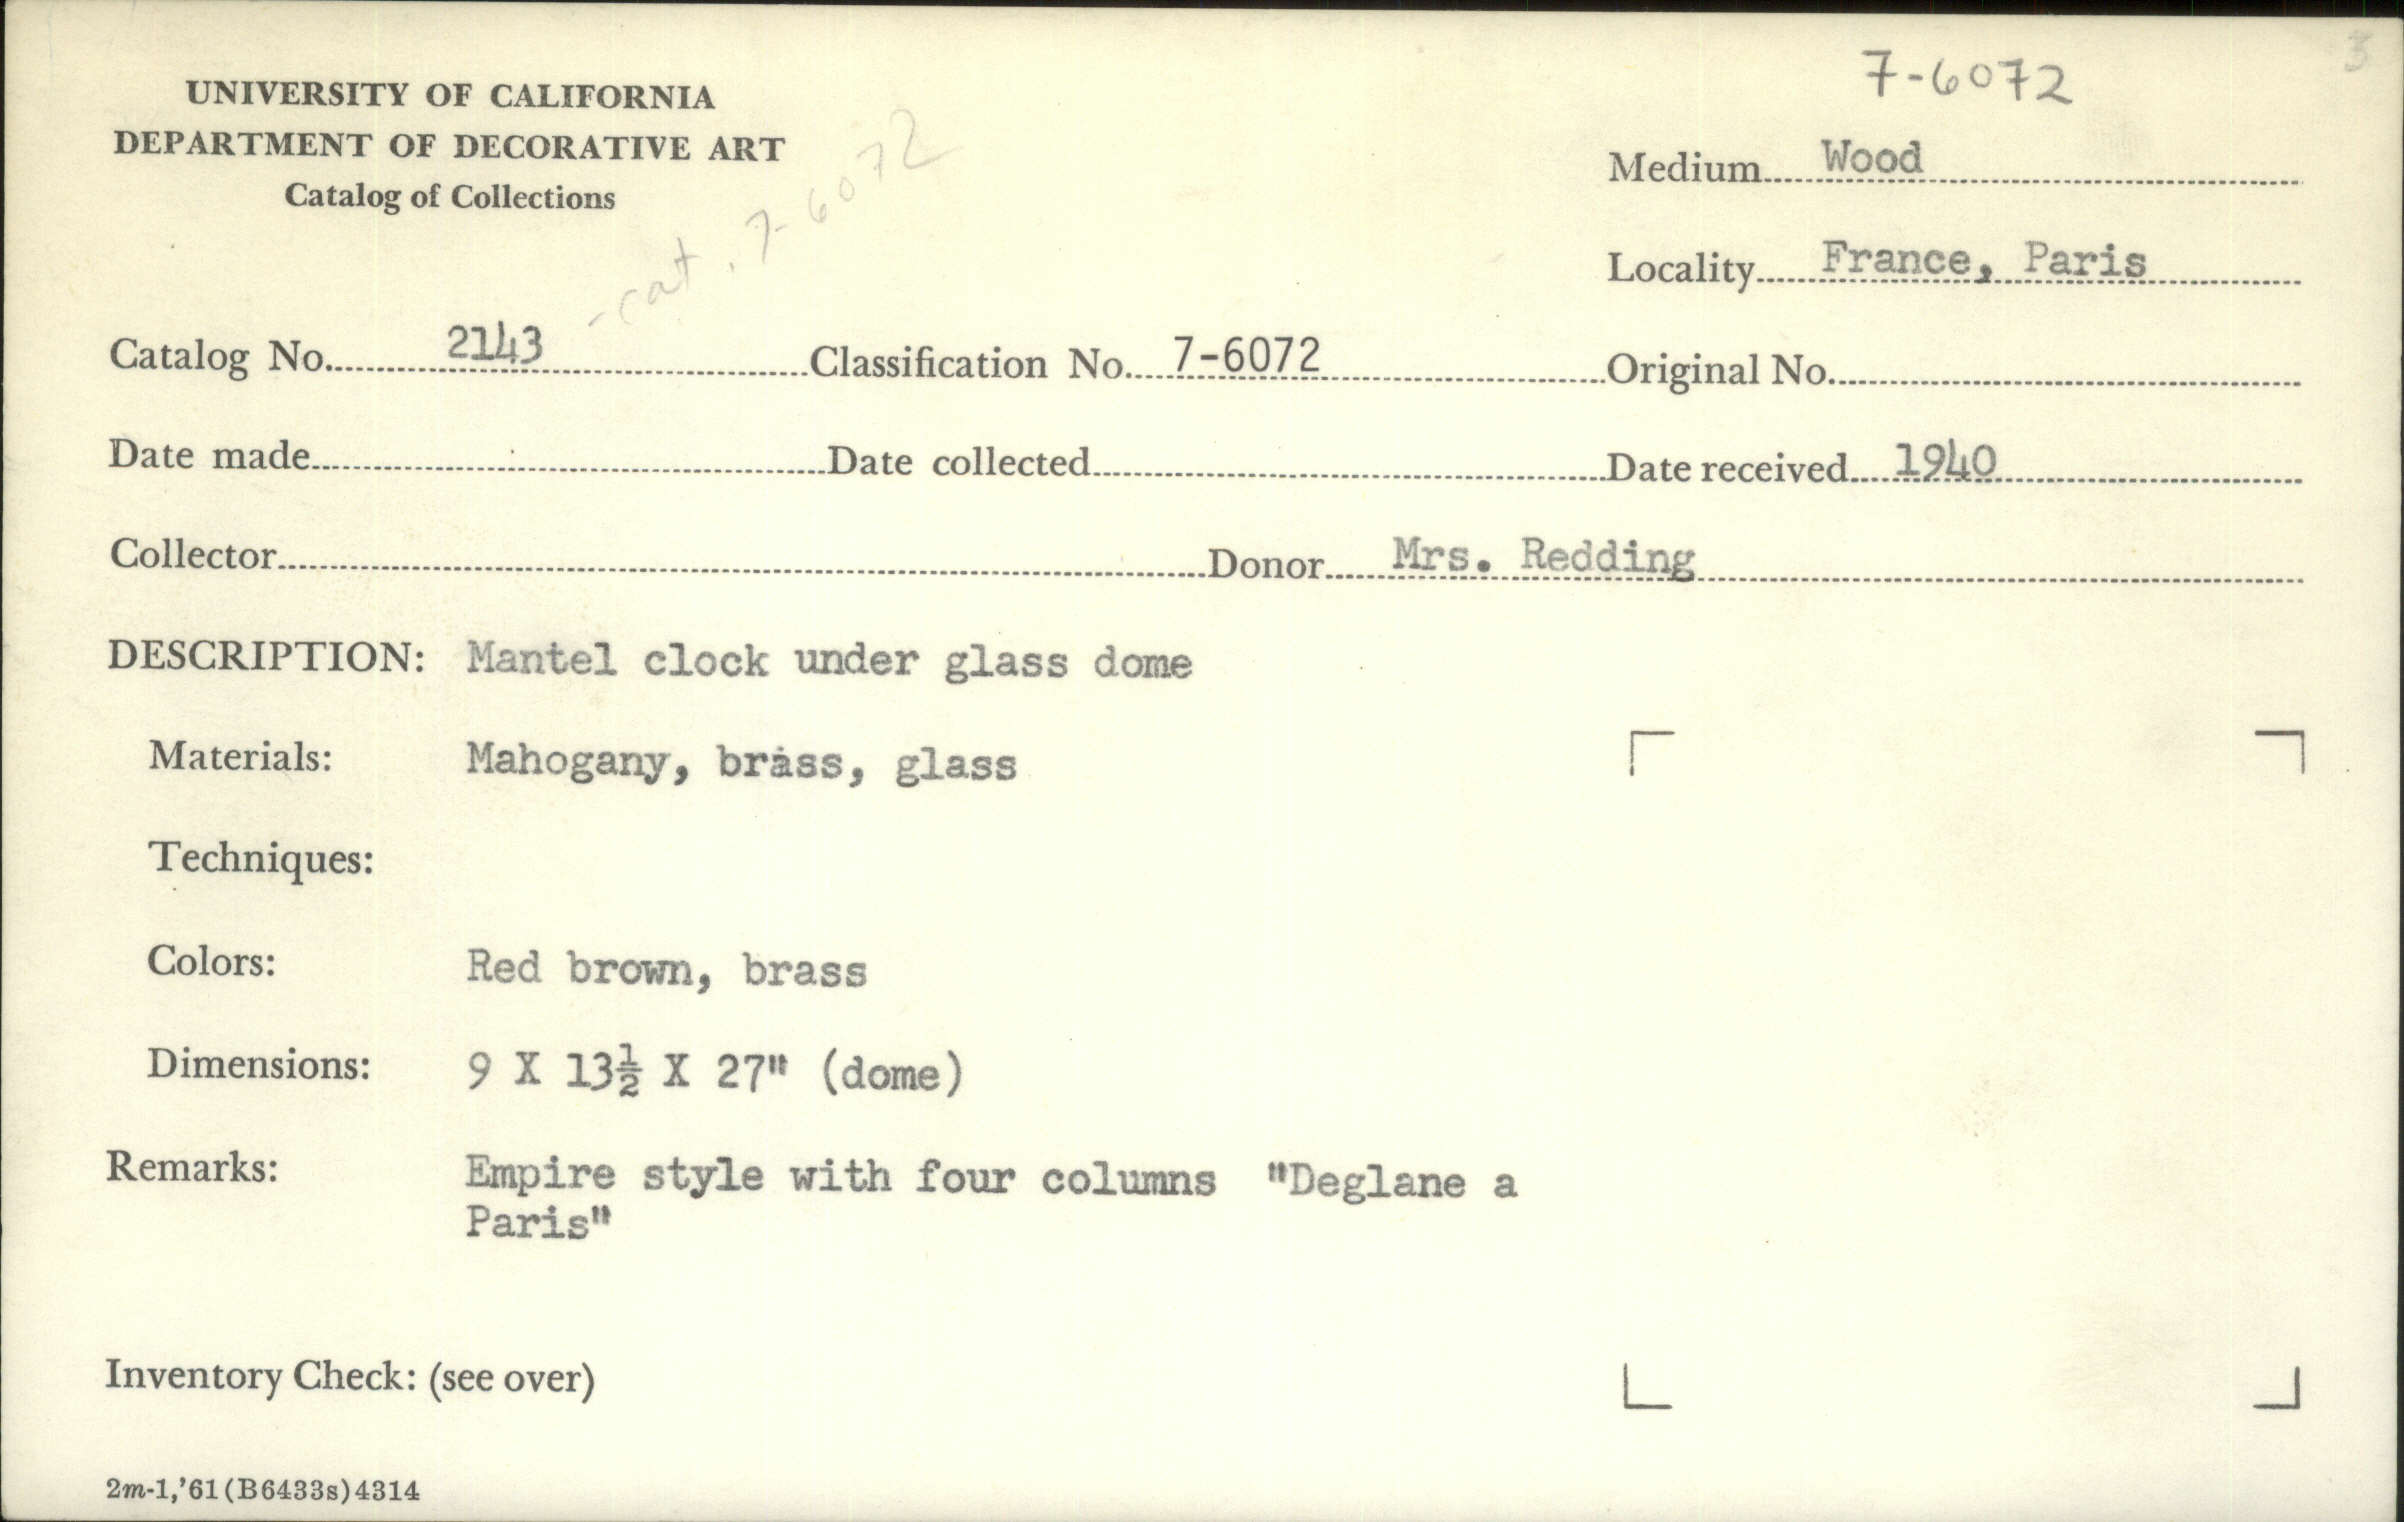 7-6072
3
UNIVERSITY OF CALIFORNIA
DEPARTMENT OF DECORATIVE ART
Catalog of Collections
-cat. 7-6072
Medium Wood
Locality France, Paris
Catalog No. 2143 Classification No. 7-6072 Original No.
Date made Date collected Date received 1940
Collector Donor Mrs. Redding
DESCRIPTION: Mantel clock under glass dome
Materials: Mahogany, brass, glass
Techniques:
Colors: Red brown, brass
Dimensions: 9 X 13½ X 27" (dome)
Remarks: Empire style with four columns "Deglane a
Paris"
Inventory Check: (see over)
2m-1,'61(B6433s)4314